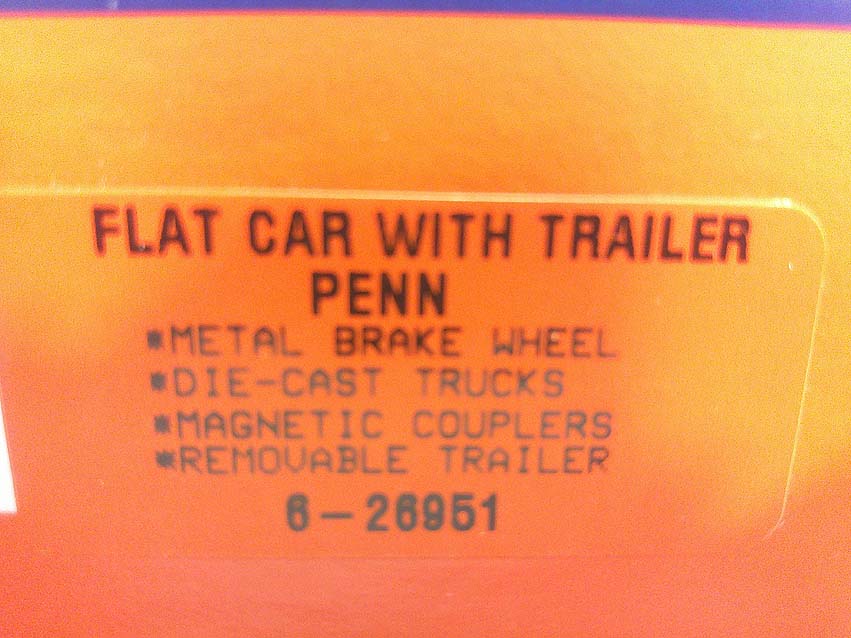 FLAT CAR WITH TRAILER
PENN
*METAL BRAKE WHEEL
*DIE-CAST TRUCKS
*MAGNETIC COUPLERS
*REMOVABLE TRAILER
6-26951